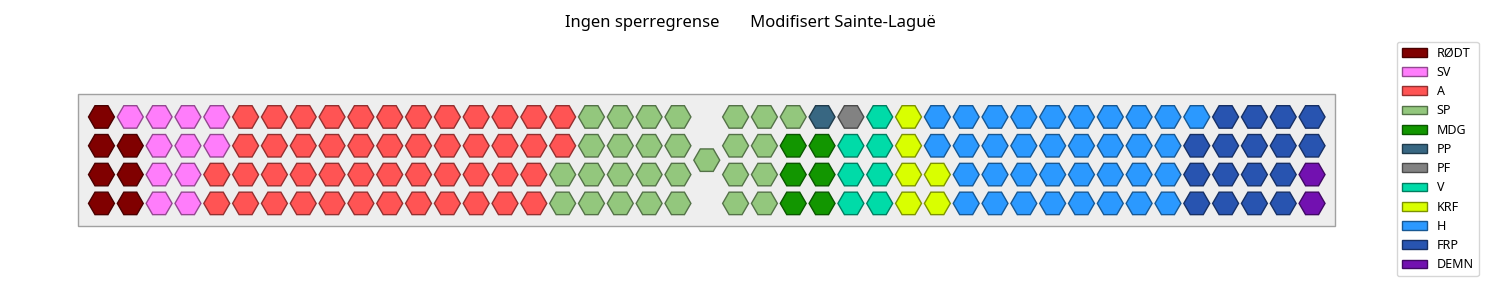 Ingen sperregrense Modifisert Sainte-Laguë
RØDT
SV
A
SP
MDG
PP
PF
V
KRF
H
FRP
DEMN